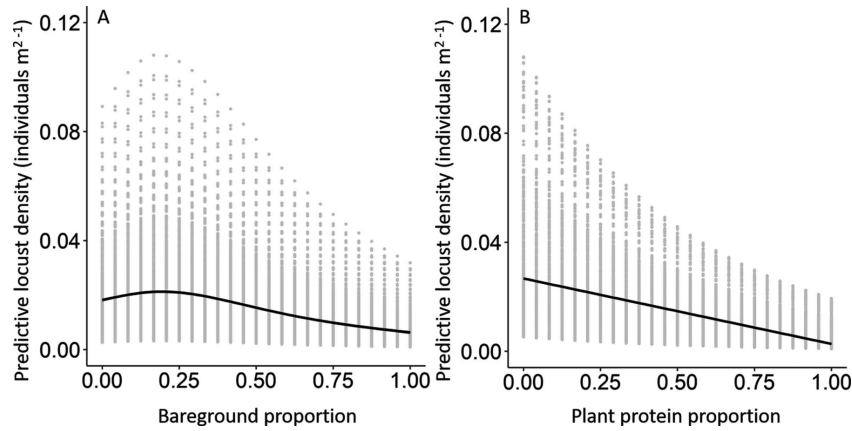 A
Predictive locust density (individuals m²⁻¹)
0.12
0.08
0.04
0.00
0.00 0.25 0.50 0.75 1.00
Bareground proportion
B
Predictive locust density (individuals m²⁻¹)
0.12
0.08
0.04
0.00
0.00 0.25 0.50 0.75 1.00
Plant protein proportion